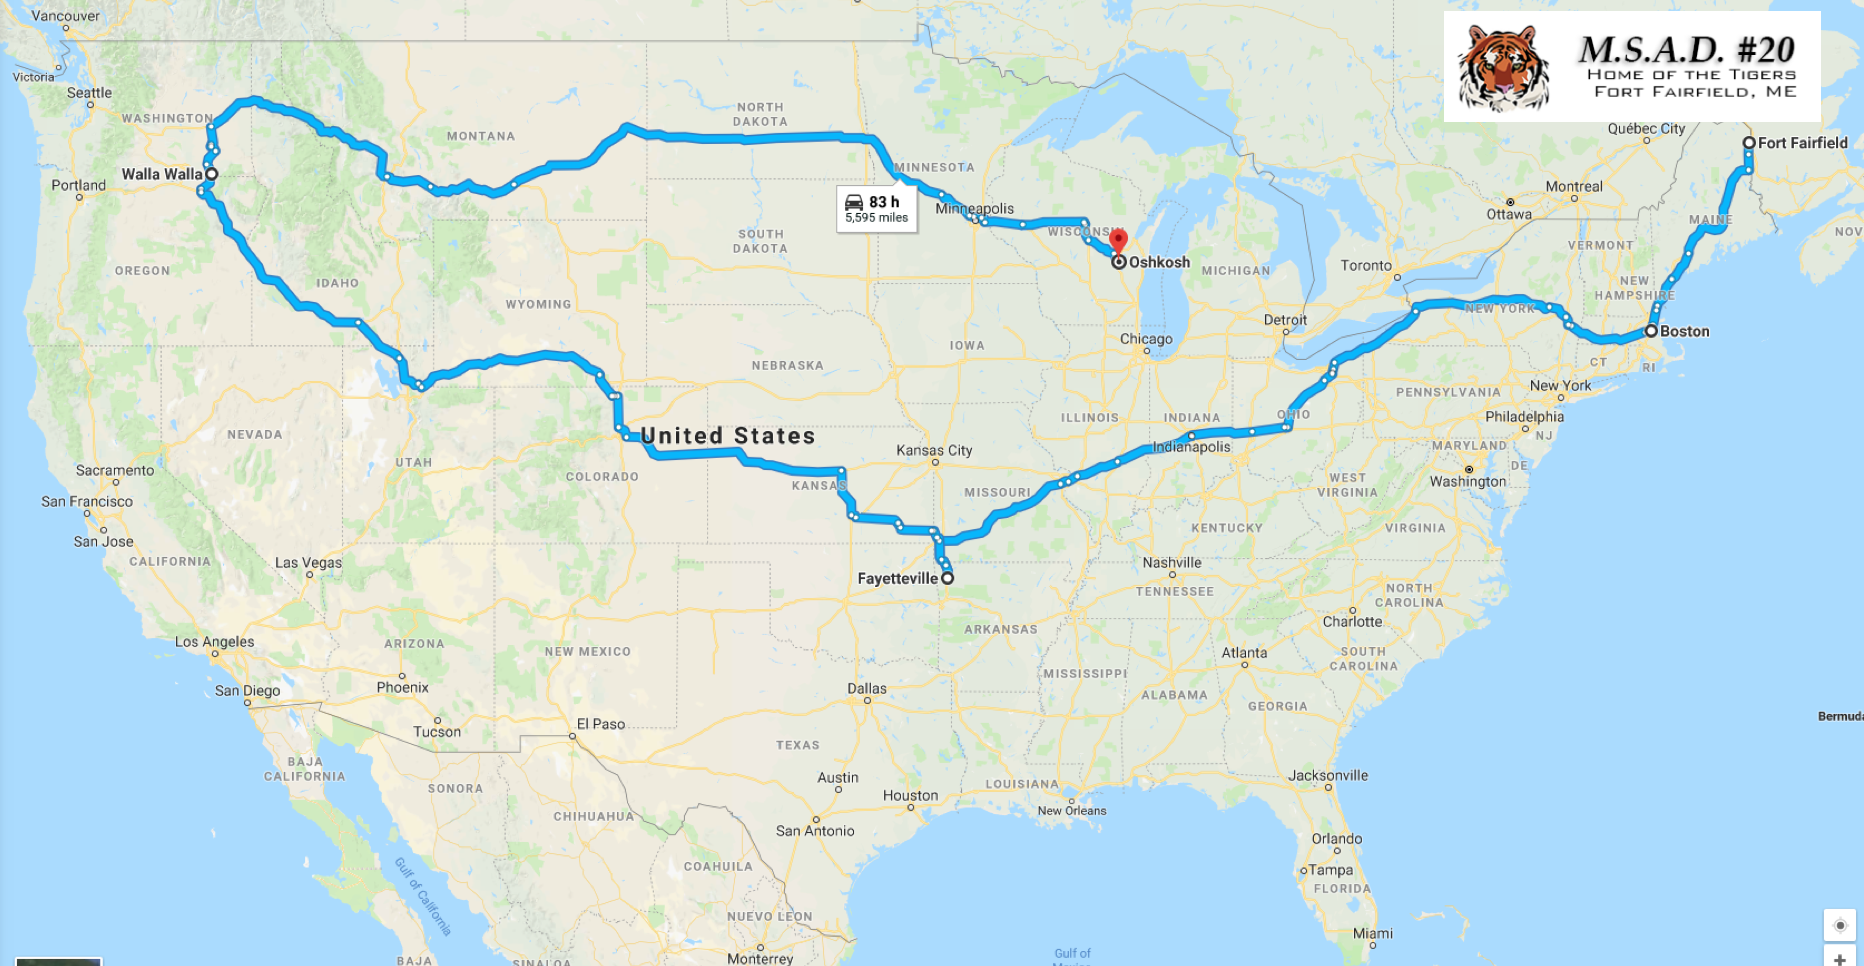 Vancouver
Victoria
Seattle
WASHINGTON
Walla Walla
Portland
OREGON
IDAHO
MONTANA
NORTH
DAKOTA
MINNESOTA
83 h
5,595 miles
Minneapolis
WISCONSIN
Oshkosh
SOUTH
DAKOTA
WYOMING
MICHIGAN
Toronto
Ottawa
Montreal
Québec City
M.S.A.D. #20
HOME OF THE TIGERS
FORT FAIRFIELD, ME
Fort Fairfield
MAINE
NOV
VERMONT
NEW
HAMPSHIRE
NEW YORK
Boston
CT
RI
Detroit
Chicago
IOWA
NEBRASKA
NEVADA
UTAH
United States
COLORADO
KANSAS
Kansas City
MISSOURI
ILLINOIS
INDIANA
Indianapolis
OHIO
PENNSYLVANIA
New York
Philadelphia
NJ
MARYLAND
DE
Washington
WEST
VIRGINIA
VIRGINIA
KENTUCKY
Sacramento
San Francisco
San Jose
CALIFORNIA
Las Vegas
Fayetteville
Nashville
TENNESSEE
NORTH
CAROLINA
Charlotte
SOUTH
CAROLINA
Los Angeles
ARIZONA
NEW MEXICO
ARKANSAS
Atlanta
MISSISSIPPI
ALABAMA
GEORGIA
San Diego
Phoenix
Tucson
El Paso
Dallas
Bermuda
TEXAS
BAJA
CALIFORNIA
SONORA
CHIHUAHUA
Austin
Houston
San Antonio
LOUISIANA
New Orleans
Jacksonville
Orlando
Tampa
FLORIDA
Miami
COAHUILA
Gulf of California
NUEVO LEON
Monterrey
BAJA
SINALOA
Gulf of
+